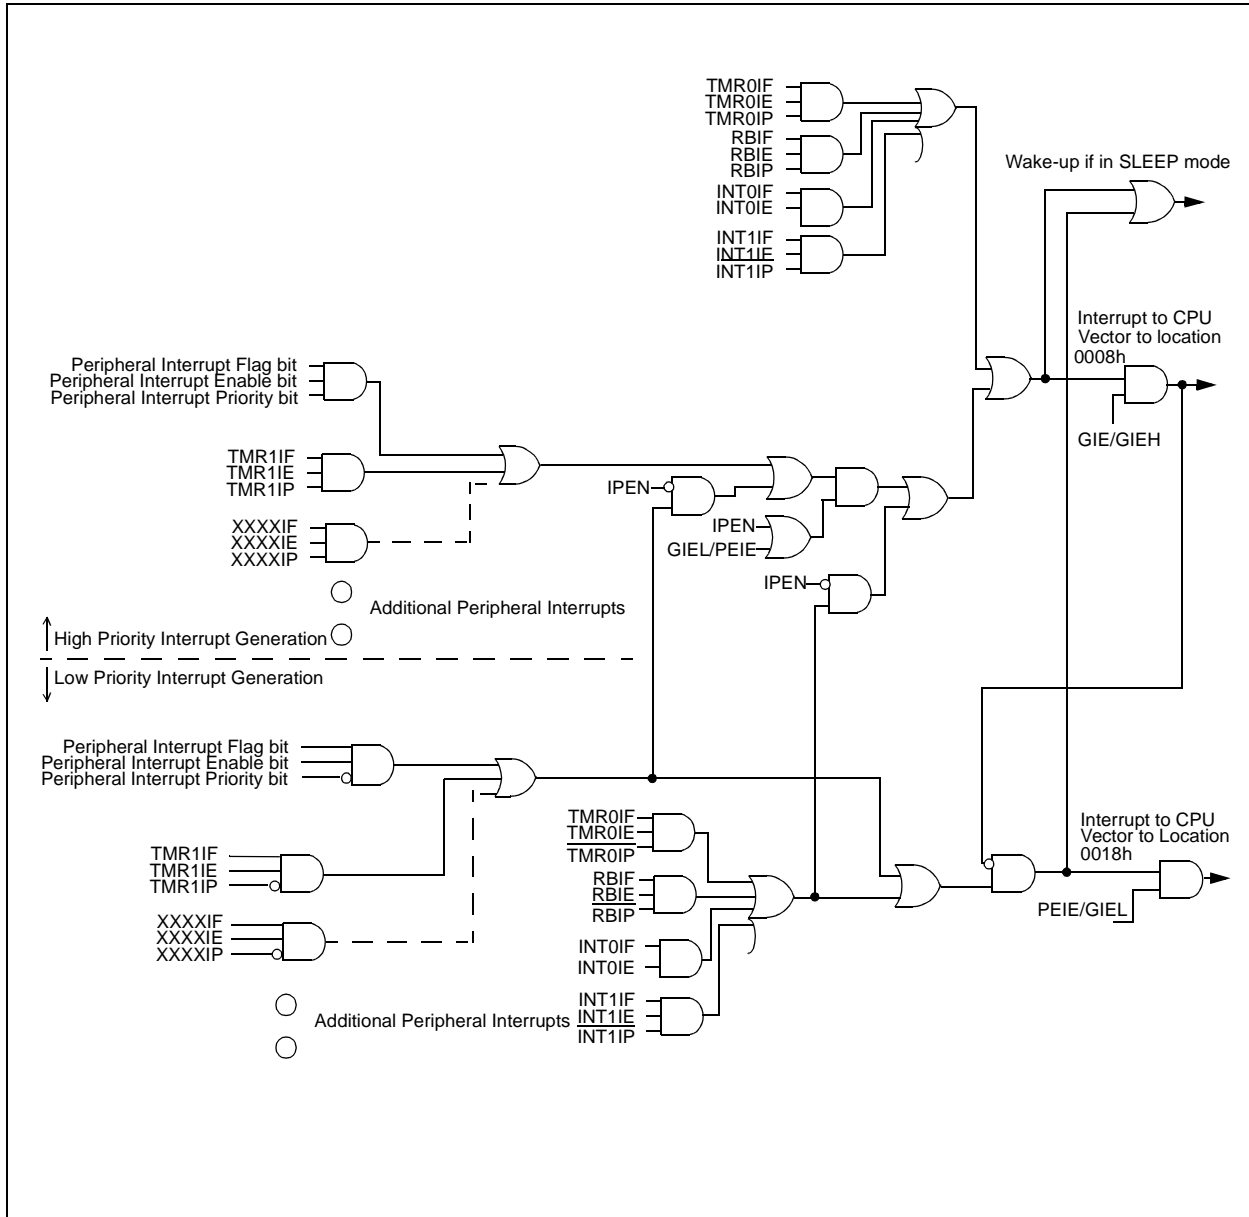 TMR0IF
TMR0IE
TMR0IP
RBIF
RBIE
RBIP
INT0IF
INT0IE
INT1IF
INT1IE
INT1IP
Wake-up if in SLEEP mode
Interrupt to CPU
Vector to location
0008h
GIE/GIEH
Peripheral Interrupt Flag bit
Peripheral Interrupt Enable bit
Peripheral Interrupt Priority bit
TMR1IF
TMR1IE
TMR1IP
XXXXIF
XXXXIE
XXXXIP
IPEN
IPEN
GIEL/PEIE
IPEN
Additional Peripheral Interrupts
High Priority Interrupt Generation
Low Priority Interrupt Generation
Peripheral Interrupt Flag bit
Peripheral Interrupt Enable bit
Peripheral Interrupt Priority bit
TMR1IF
TMR1IE
TMR1IP
XXXXIF
XXXXIE
XXXXIP
Additional Peripheral Interrupts
TMR0IF
TMR0IE
TMR0IP
RBIF
RBIE
RBIP
INT0IF
INT0IE
INT1IF
INT1IE
INT1IP
Interrupt to CPU
Vector to Location
0018h
PEIE/GIEL